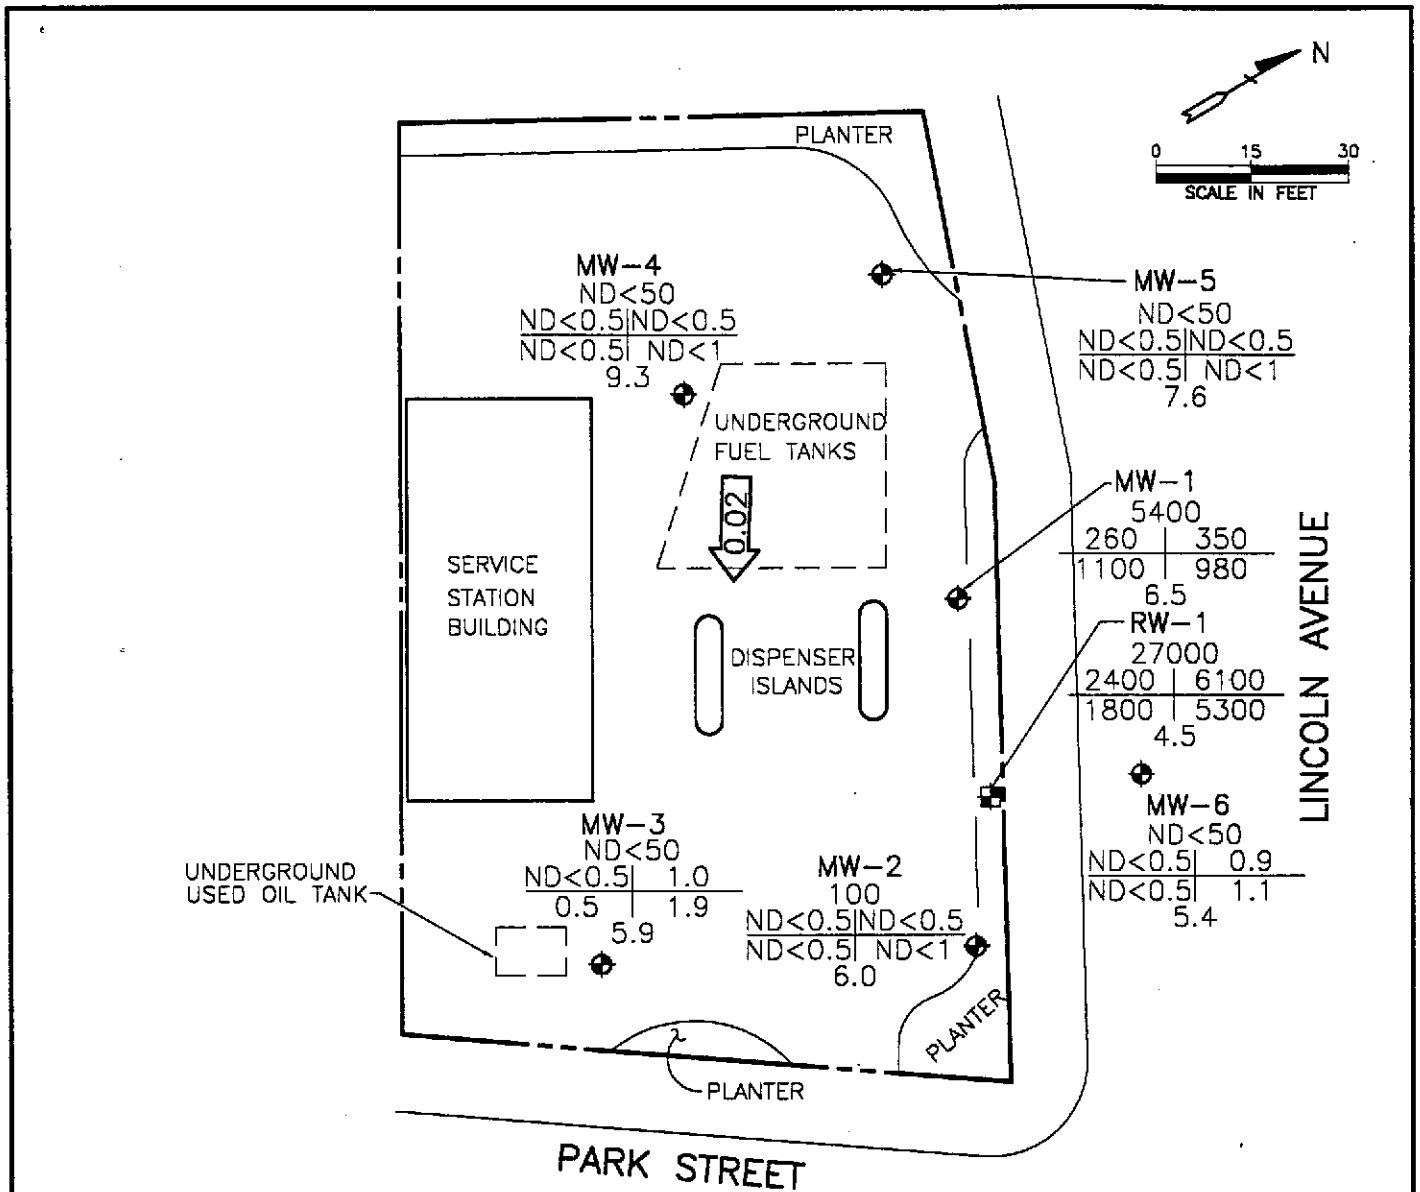 N
0 15 30
SCALE IN FEET
PLANTER
MW-4
ND<50
ND<0.5 ND<0.5
ND<0.5 ND<1
9.3
MW-5
ND<50
ND<0.5 ND<0.5
ND<0.5 ND<1
7.6
UNDERGROUND
FUEL TANKS
0.02
MW-1
5400
260 350
1100 980
6.5
SERVICE
STATION
BUILDING
DISPENSER
ISLANDS
RW-1
27000
2400 6100
1800 5300
4.5
LINCOLN AVENUE
MW-6
ND<50
ND<0.5 0.9
ND<0.5 1.1
5.4
MW-3
ND<50
ND<0.5 1.0
0.5 1.9
5.9
UNDERGROUND
USED OIL TANK
MW-2
100
ND<0.5 ND<0.5
ND<0.5 ND<1
6.0
PLANTER
PLANTER
PARK STREET